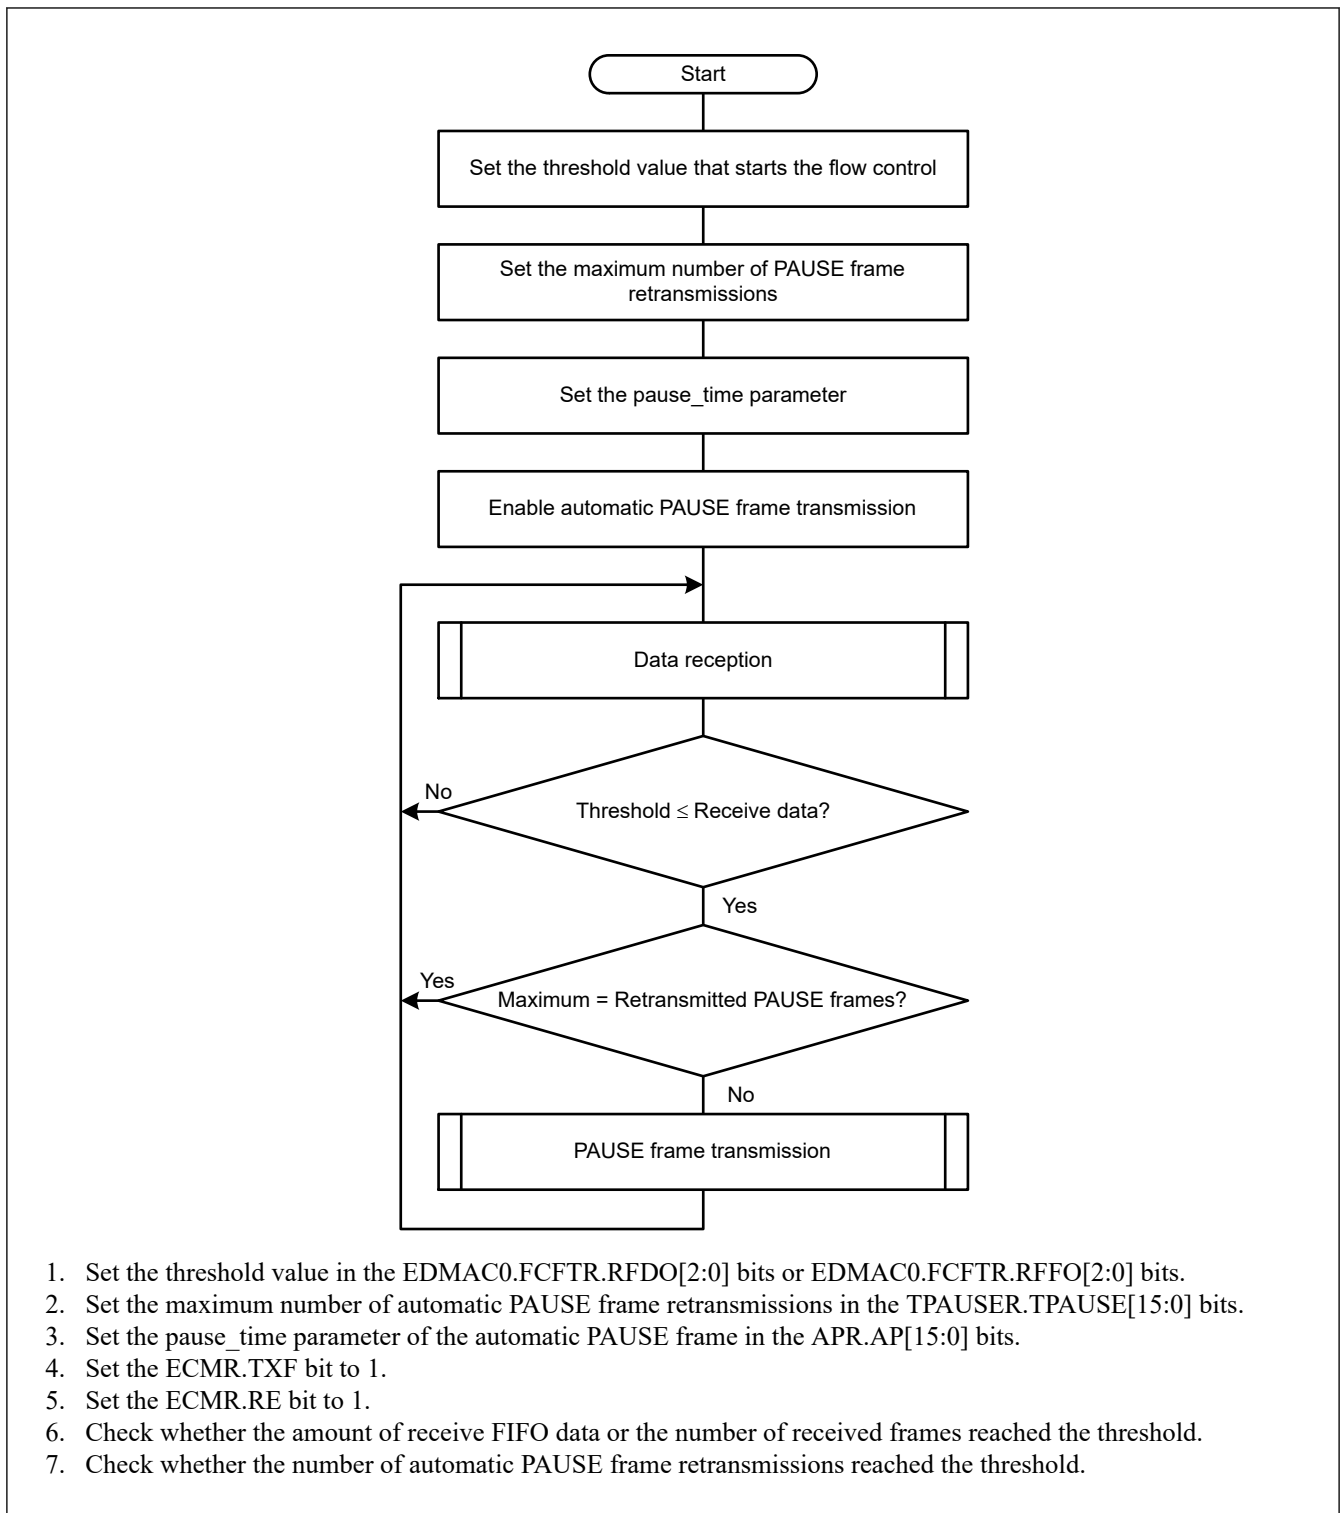 Start
Set the threshold value that starts the flow control
Set the maximum number of PAUSE frame
retransmissions
Set the pause_time parameter
Enable automatic PAUSE frame transmission
Data reception
No
Threshold ≤ Receive data?
Yes
Yes
Maximum = Retransmitted PAUSE frames?
No
PAUSE frame transmission
1. Set the threshold value in the EDMAC0.FCFTR.RFDO[2:0] bits or EDMAC0.FCFTR.RFFO[2:0] bits.
2. Set the maximum number of automatic PAUSE frame retransmissions in the TPAUSER.TPAUSE[15:0] bits.
3. Set the pause_time parameter of the automatic PAUSE frame in the APR.AP[15:0] bits.
4. Set the ECMR.TXF bit to 1.
5. Set the ECMR.RE bit to 1.
6. Check whether the amount of receive FIFO data or the number of received frames reached the threshold.
7. Check whether the number of automatic PAUSE frame retransmissions reached the threshold.